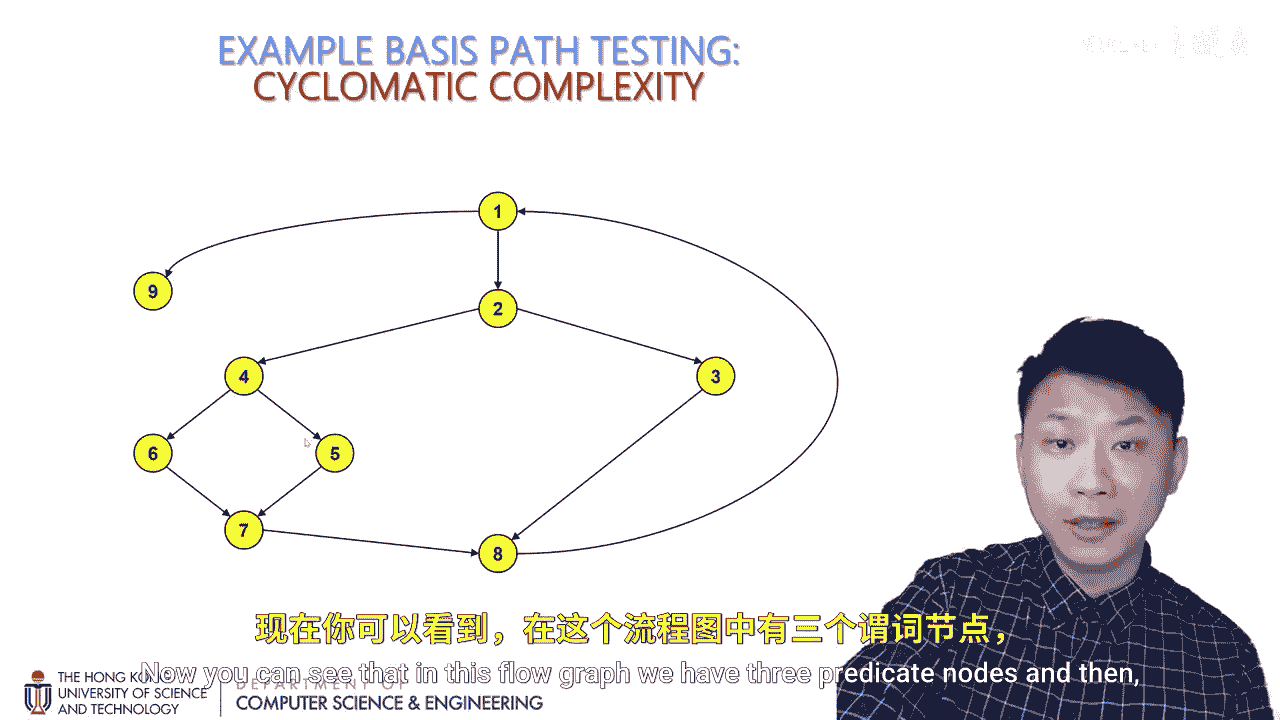 EXAMPLE BASIS PATH TESTING:
CYCLOMATIC COMPLEXITY
1
9
2
4
3
6
5
7
8
现在你可以看到，在这个流程图中有三个谓词节点，
Now you can see that in this flow graph we have three predicate nodes and then,
THE HONG KONG
UNIVERSITY OF SCIENCE
AND TECHNOLOGY
DEPARTMENT OF
COMPUTER SCIENCE & ENGINEERING